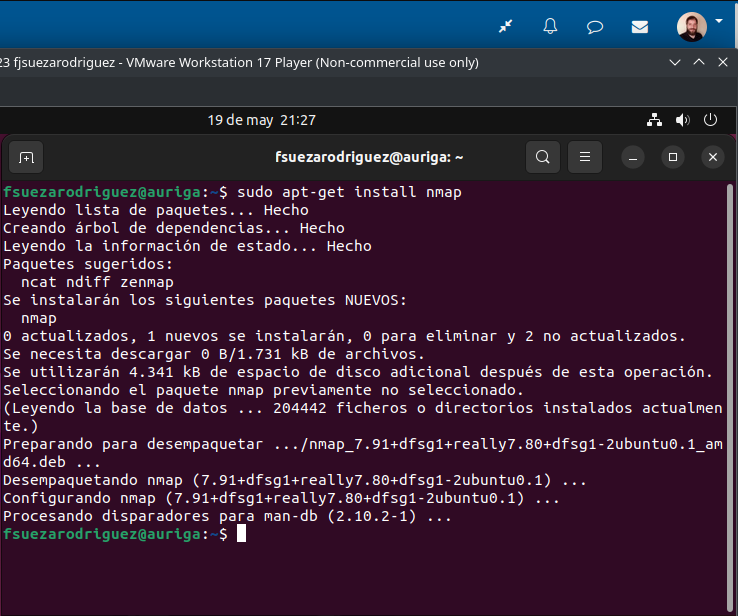 23 fjsuezarodriguez - VMware Workstation 17 Player (Non-commercial use only)
19 de may 21:27
fsuezarodriguez@auriga: ~
fsuezarodriguez@auriga:~$ sudo apt-get install nmap
Leyendo lista de paquetes... Hecho
Creando árbol de dependencias... Hecho
Leyendo la información de estado... Hecho
Paquetes sugeridos:
  ncat ndiff zenmap
Se instalarán los siguientes paquetes NUEVOS:
  nmap
0 actualizados, 1 nuevos se instalarán, 0 para eliminar y 2 no actualizados.
Se necesita descargar 0 B/1.731 kB de archivos.
Se utilizarán 4.341 kB de espacio de disco adicional después de esta operación.
Seleccionando el paquete nmap previamente no seleccionado.
(Leyendo la base de datos ... 204442 ficheros o directorios instalados actualmen
te.)
Preparando para desempaquetar .../nmap_7.91+dfsg1+really7.80+dfsg1-2ubuntu0.1_am
d64.deb ...
Desempaquetando nmap (7.91+dfsg1+really7.80+dfsg1-2ubuntu0.1) ...
Configurando nmap (7.91+dfsg1+really7.80+dfsg1-2ubuntu0.1) ...
Procesando disparadores para man-db (2.10.2-1) ...
fsuezarodriguez@auriga:~$